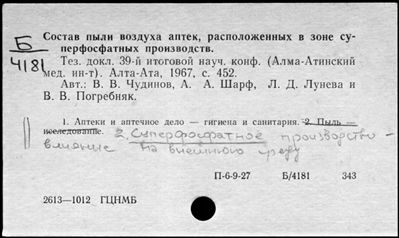 Состав пыли воздуха аптек, расположенных в зоне су-
Б
перфосфатных производств.
4181
Тез. докл. 39-й итоговой науч. конф. (Алма-Атинский
мед. ин-т). Алта-Ата, 1967, с. 452.
Авт.: В. В. Чудинов, А. А. Шарф, Л. Д. Лунева и
В. В. Погребняк.
1. Аптеки и аптечное дело — гигиена и санитария. 2. Пыль —
исследование. 2. Суперфосфатное производство -
влияние на внешнюю среду
П-6-9-27 Б/4181 343
2613—1012 ГЦНМБ